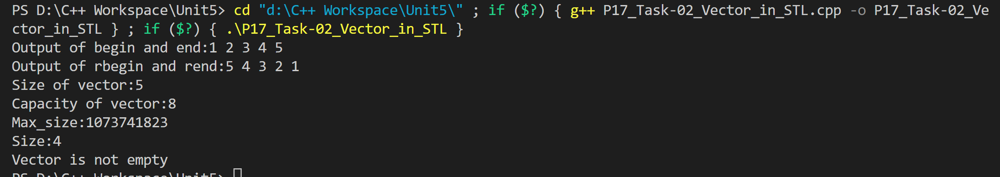 PS D:\C++ Workspace\Unit5> cd "d:\C++ Workspace\Unit5\" ; if ($?) { g++ P17_Task-02_Vector_in_STL.cpp -o P17_Task-02_Ve
ctor_in_STL } ; if ($?) { .\P17_Task-02_Vector_in_STL }
Output of begin and end:1 2 3 4 5
Output of rbegin and rend:5 4 3 2 1
Size of vector:5
Capacity of vector:8
Max_size:1073741823
Size:4
Vector is not empty
PS D:\C++ Workspace\Unit5>